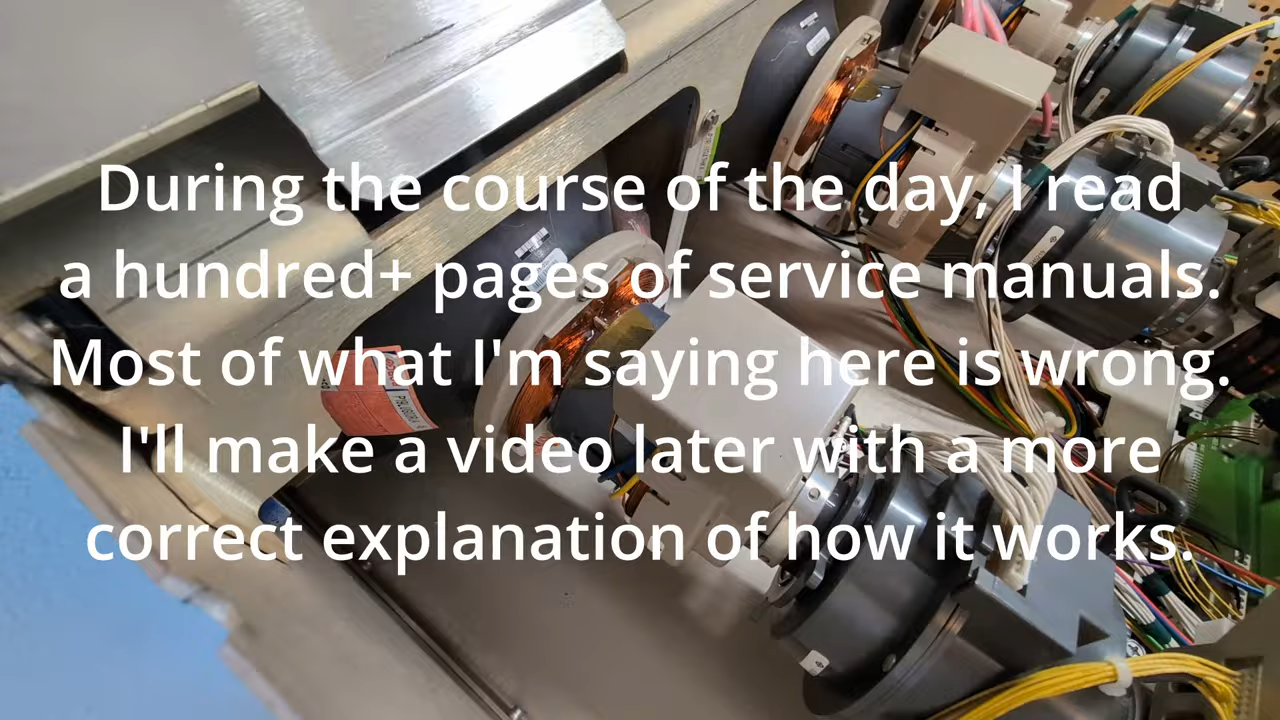 During the course of the day, I read
a hundred+ pages of service manuals.
Most of what I'm saying here is wrong.
I'll make a video later with a more
correct explanation of how it works.